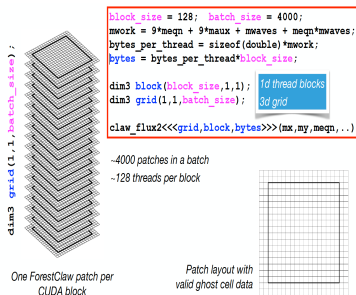 dim3 grid(1,1,batch_size);
block_size = 128;  batch_size = 4000;
mwork = 9*meqn + 9*maux + mwaves + meqn*mwaves;
bytes_per_thread = sizeof(double)*mwork;
bytes = bytes_per_thread*block_size;
dim3 block(block_size,1,1);
dim3 grid(1,1,batch_size);
1d thread blocks
3d grid
claw_flux2<<<grid,block,bytes>>>(mx,my,meqn,..)
~4000 patches in a batch
~128 threads per block
One ForestClaw patch per
CUDA block
Patch layout with
valid ghost cell data